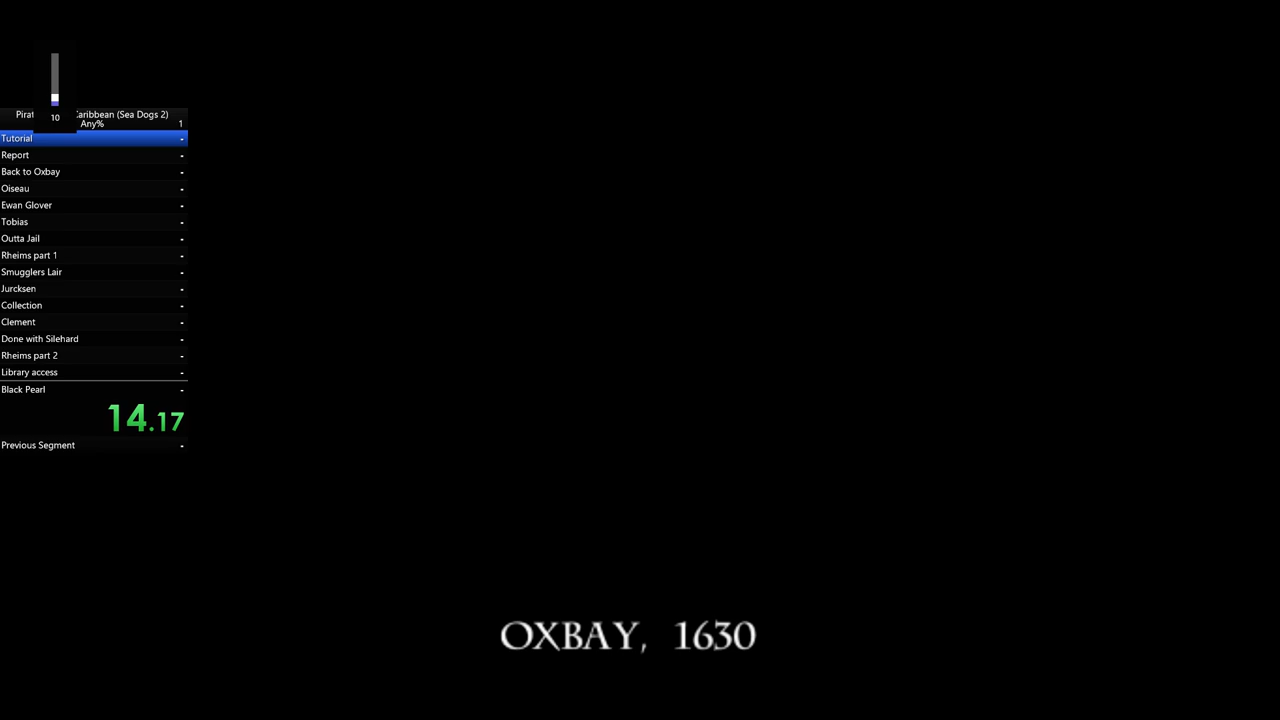 10
Pirat aribbean (Sea Dogs 2)
Any% 1
Tutorial -
Report -
Back to Oxbay -
Oiseau -
Ewan Glover -
Tobias -
Outta Jail -
Rheims part 1 -
Smugglers Lair -
Jurcksen -
Collection -
Clement -
Done with Silehard -
Rheims part 2 -
Library access -
Black Pearl -
14.17
Previous Segment -
OXBAY, 1630